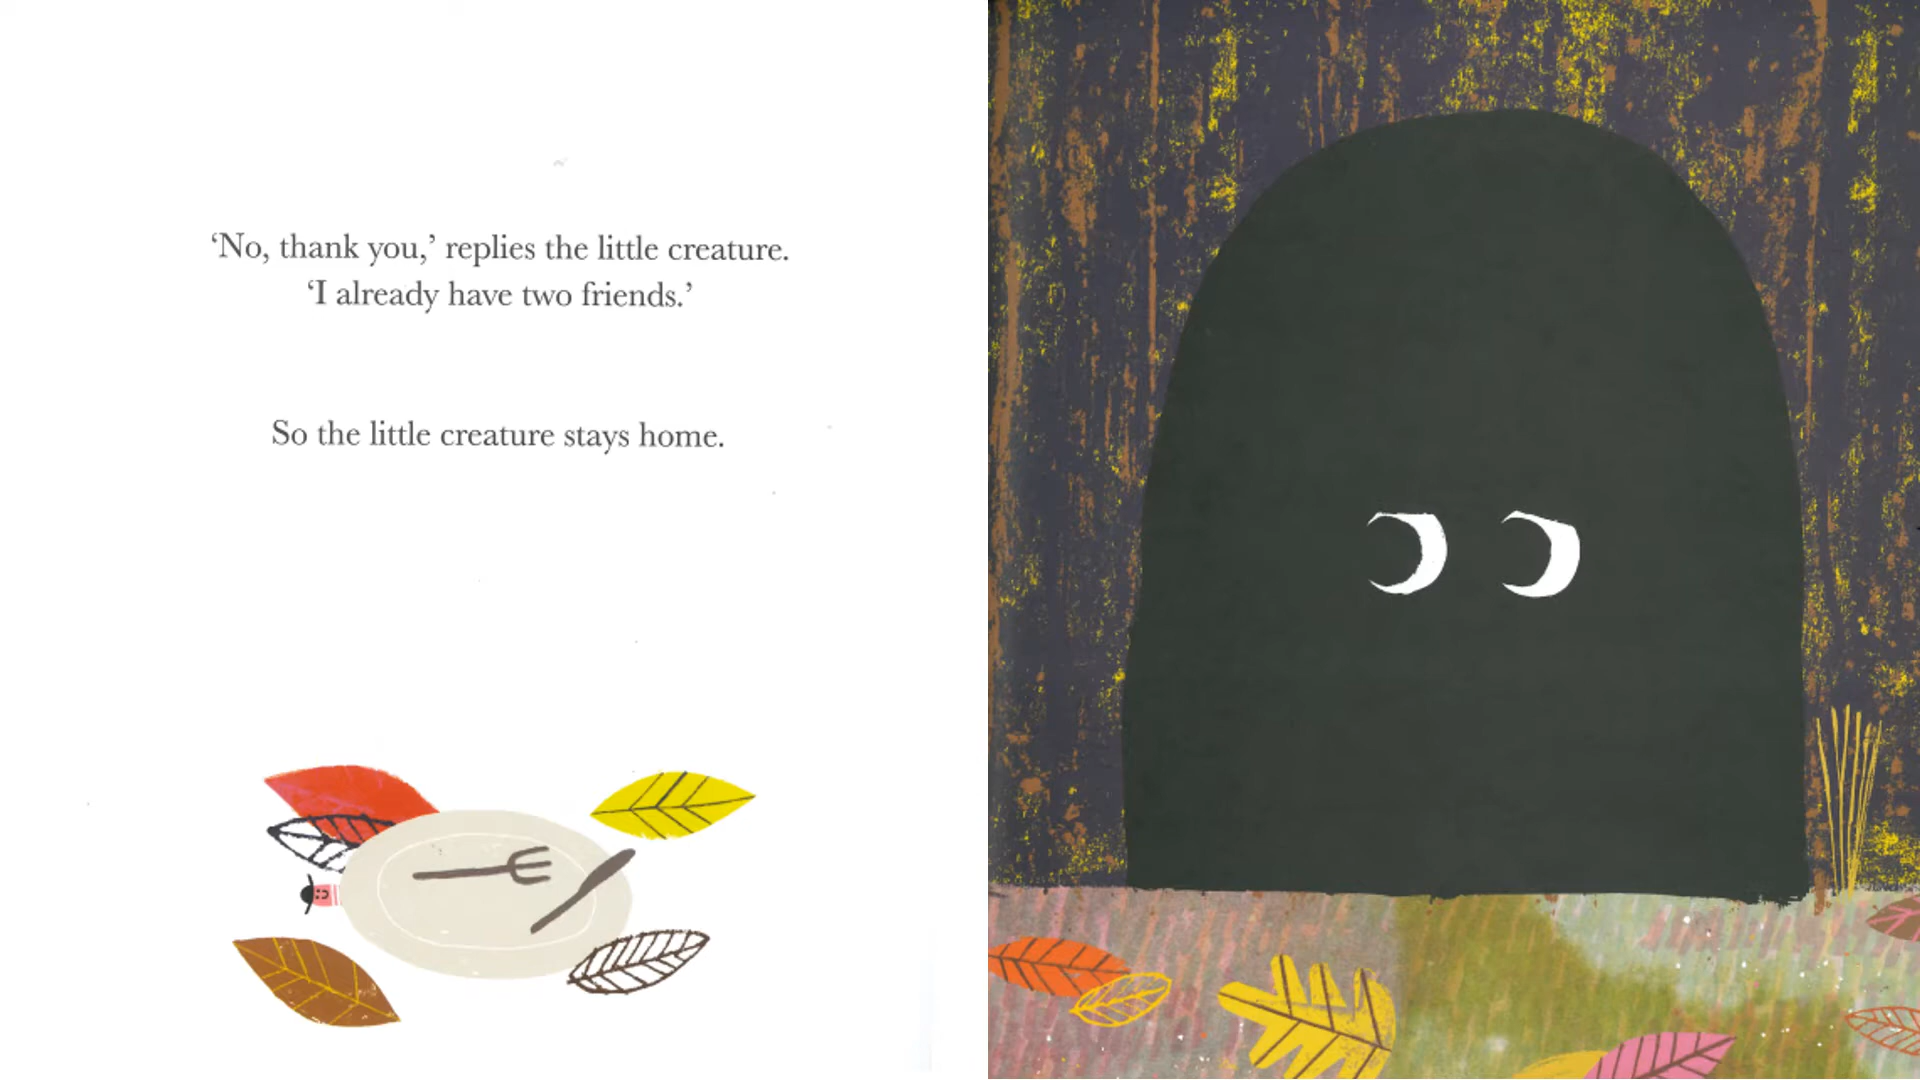 ‘No, thank you,’ replies the little creature.
‘I already have two friends.’
So the little creature stays home.